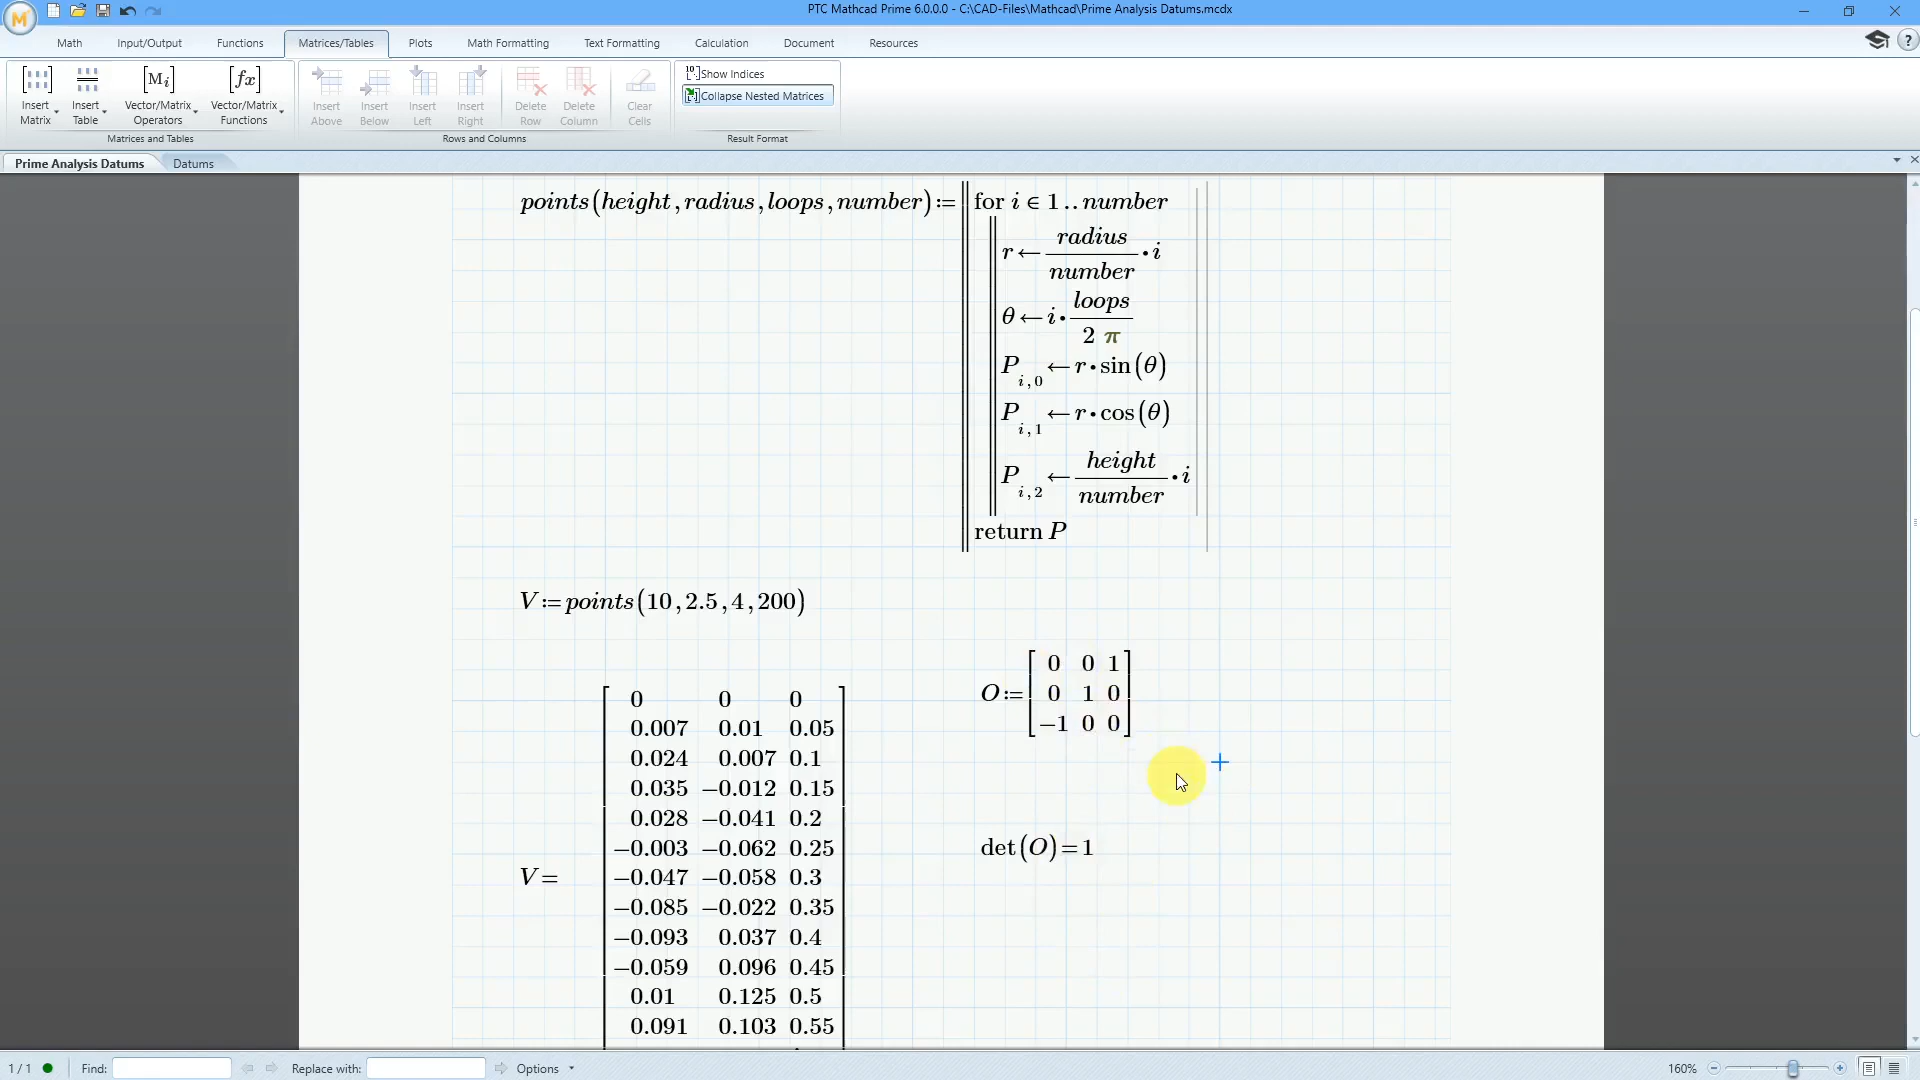 PTC Mathcad Prime 6.0.0.0 - C:\CAD-Files\Mathcad\Prime Analysis Datums.mcdx
Math Input/Output Functions Matrices/Tables Plots Math Formatting Text Formatting Calculation Document Resources
Insert Matrix
Insert Table
Vector/Matrix Operators
Vector/Matrix Functions
Insert Above
Insert Below
Insert Left
Insert Right
Delete Row
Delete Column
Clear Cells
Show Indices
Collapse Nested Matrices
Matrices and Tables
Rows and Columns
Result Format
Prime Analysis Datums
Datums
points(height,radius,loops,number):= for i ∈ 1..number
r ← radius/number • i
θ ← i • loops/2 π
P i,0 ← r • sin(θ)
P i,1 ← r • cos(θ)
P i,2 ← height/number • i
return P
V:=points(10,2.5,4,200)
O:=
0 0 1
0 1 0
−1 0 0
det(O)=1
V=
0 0 0
0.007 0.01 0.05
0.024 0.007 0.1
0.035 −0.012 0.15
0.028 −0.041 0.2
−0.003 −0.062 0.25
−0.047 −0.058 0.3
−0.085 −0.022 0.35
−0.093 0.037 0.4
−0.059 0.096 0.45
0.01 0.125 0.5
0.091 0.103 0.55
1 / 1 Find: Replace with: Options 160%